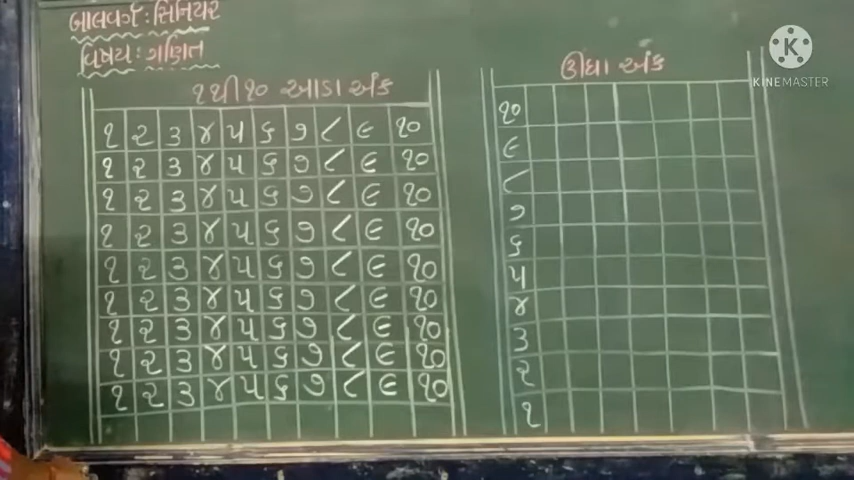 બાલવર્ગ : સિનિયર
વિષય : ગણિત
૧થી૧૦ આડા અંક
૧ ૨ ૩ ૪ ૫ ૬ ૭ ૮ ૯ ૧૦
૧ ૨ ૩ ૪ ૫ ૬ ૭ ૮ ૯ ૧૦
૧ ૨ ૩ ૪ ૫ ૬ ૭ ૮ ૯ ૧૦
૧ ૨ ૩ ૪ ૫ ૬ ૭ ૮ ૯ ૧૦
૧ ૨ ૩ ૪ ૫ ૬ ૭ ૮ ૯ ૧૦
૧ ૨ ૩ ૪ ૫ ૬ ૭ ૮ ૯ ૧૦
૧ ૨ ૩ ૪ ૫ ૬ ૭ ૮ ૯ ૧૦
૧ ૨ ૩ ૪ ૫ ૬ ૭ ૮ ૯ ૧૦
૧ ૨ ૩ ૪ ૫ ૬ ૭ ૮ ૯ ૧૦
ઊધા અંક
૧૦
૯
૮
૭
૬
૫
૪
૩
૨
૧
K
KINEMASTER